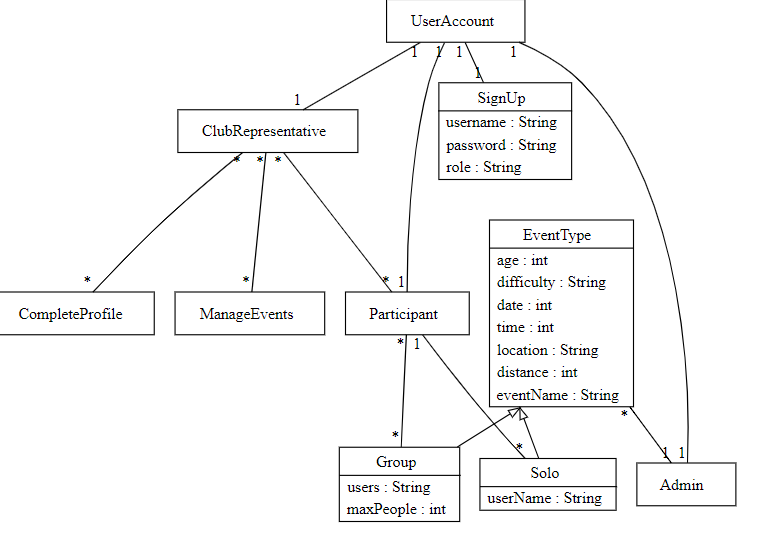 UserAccount
1 1 1 1
1 1
ClubRepresentative
SignUp
username : String
password : String
role : String
* * *
EventType
age : int
difficulty : String
date : int
time : int
location : String
distance : int
eventName : String
* * * 1
CompleteProfile
ManageEvents
Participant
* 1
*
* *
1 1
Group
users : String
maxPeople : int
Solo
userName : String
Admin